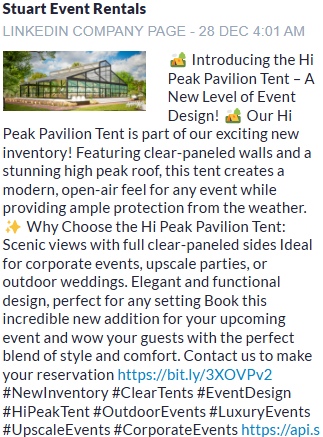 Stuart Event Rentals
LINKEDIN COMPANY PAGE - 28 DEC 4:01 AM
🏕️ Introducing the Hi
Peak Pavilion Tent – A
New Level of Event
Design! 🏕️ Our Hi
Peak Pavilion Tent is part of our exciting new
inventory! Featuring clear-paneled walls and a
stunning high peak roof, this tent creates a
modern, open-air feel for any event while
providing ample protection from the weather.
✨ Why Choose the Hi Peak Pavilion Tent:
Scenic views with full clear-paneled sides Ideal
for corporate events, upscale parties, or
outdoor weddings. Elegant and functional
design, perfect for any setting Book this
incredible new addition for your upcoming
event and wow your guests with the perfect
blend of style and comfort. Contact us to make
your reservation https://bit.ly/3XOVPv2
#NewInventory #ClearTents #EventDesign
#HiPeakTent #OutdoorEvents #LuxuryEvents
#UpscaleEvents #CorporateEvents https://api.s